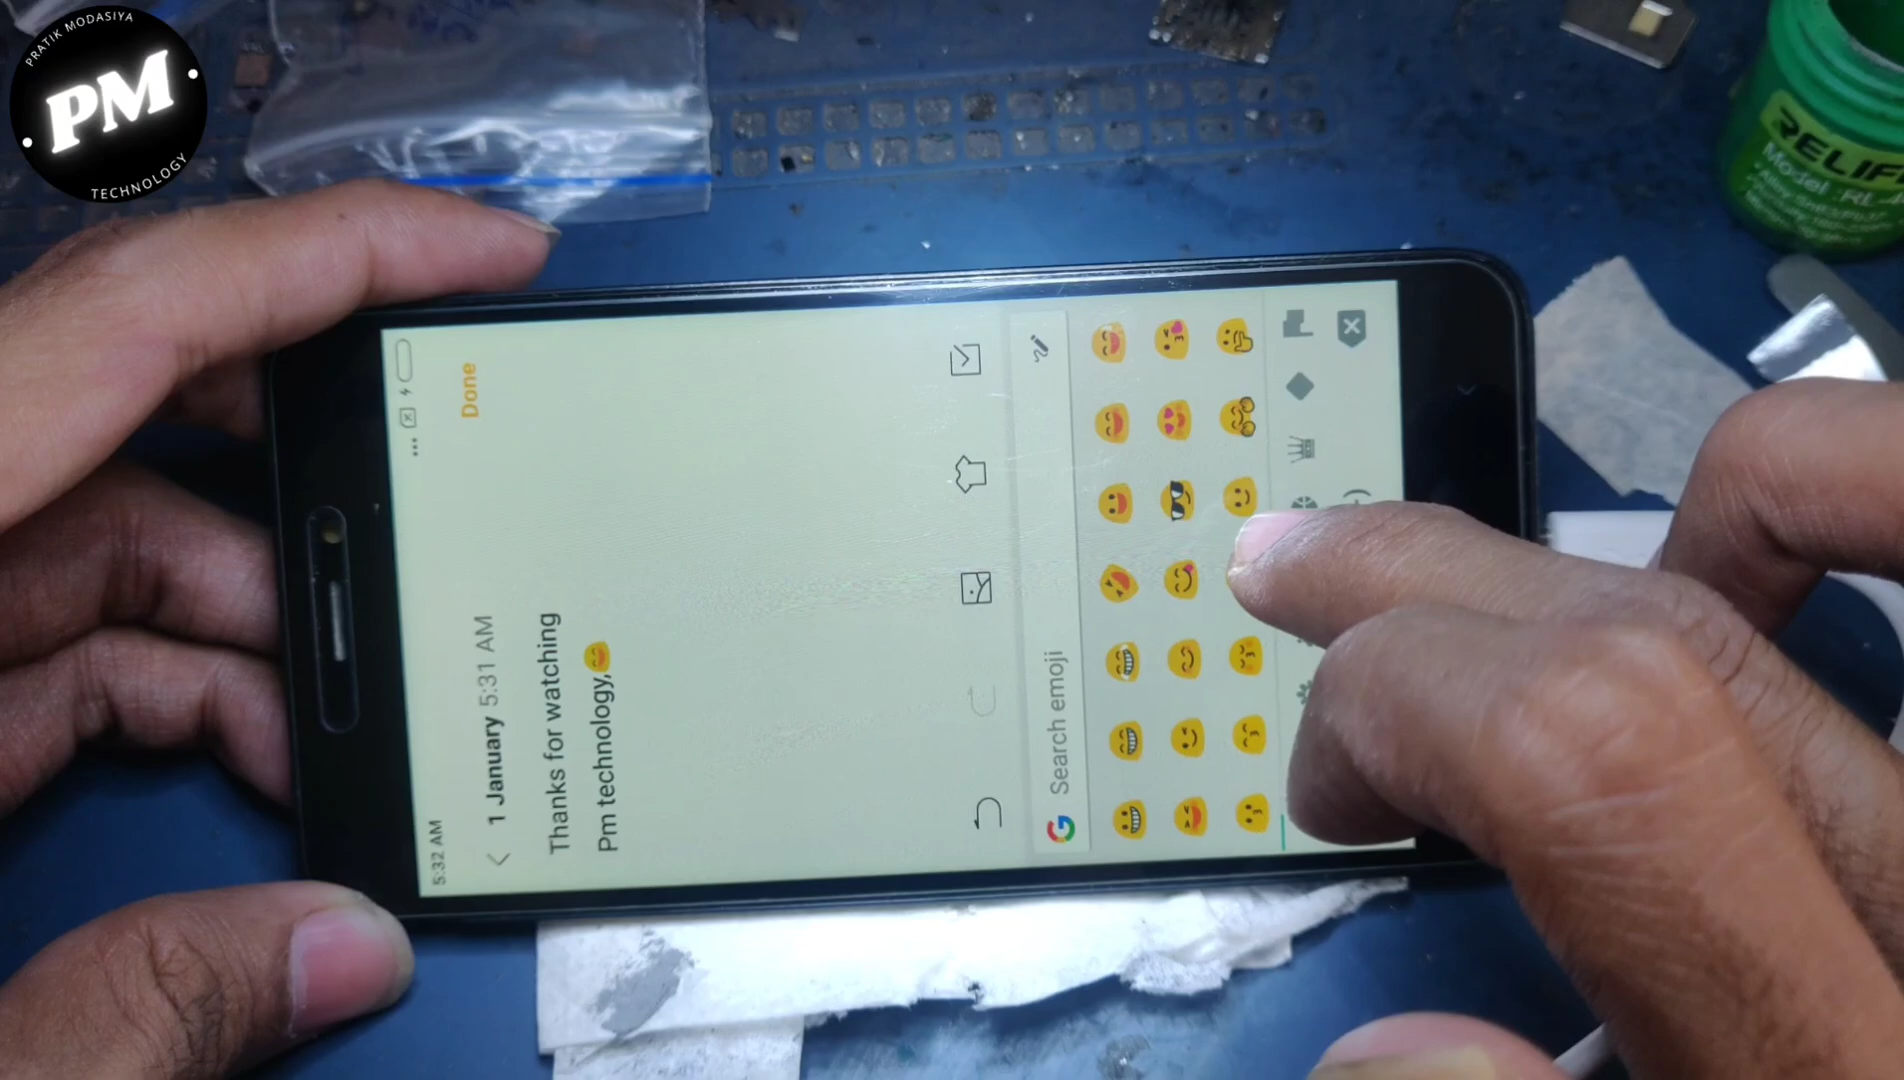 PRATIK MODASIYA
PM
TECHNOLOGY
RELIFE
Model
5:32 AM
1 January 5:31 AM
Done
Thanks for watching
Pm technology,😊
Search emoji